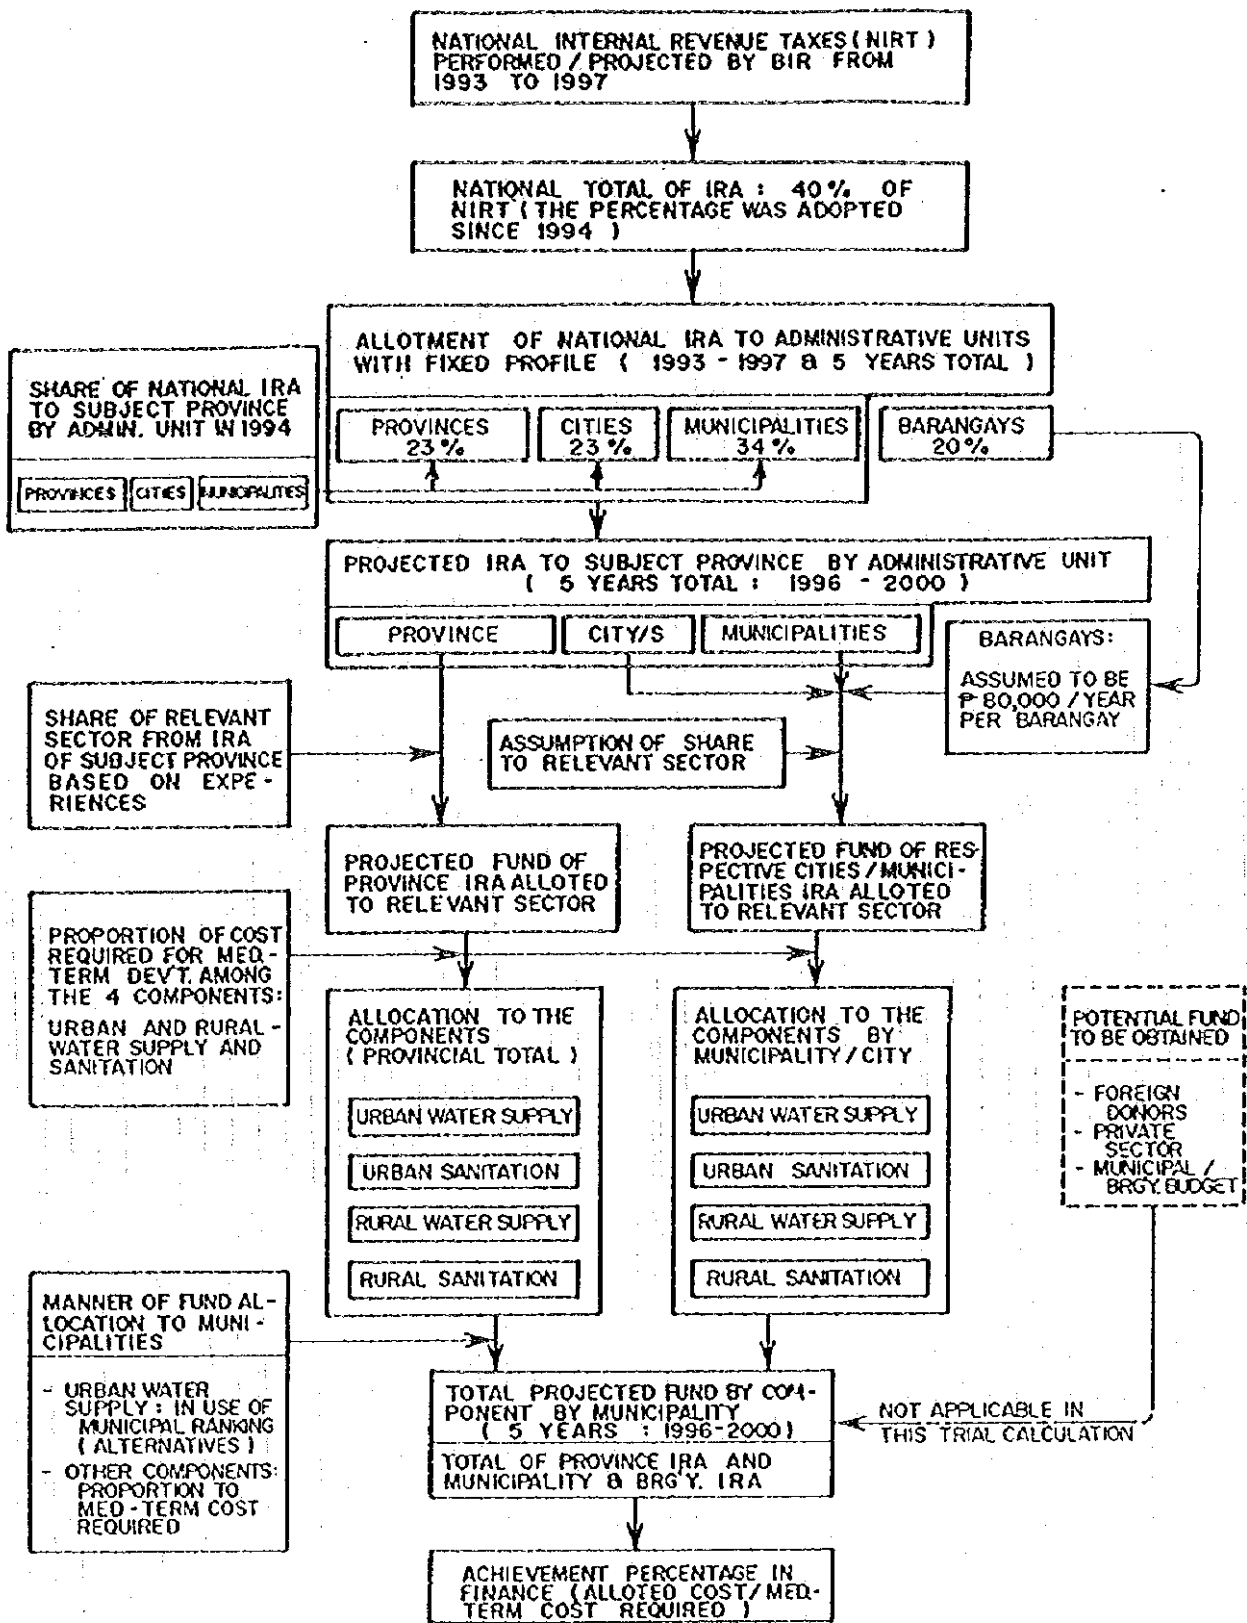 NATIONAL INTERNAL REVENUE TAXES (NIRT)
PERFORMED / PROJECTED BY BIR FROM
1993 TO 1997
NATIONAL TOTAL OF IRA : 40% OF
NIRT (THE PERCENTAGE WAS ADOPTED
SINCE 1994 )
ALLOTMENT OF NATIONAL IRA TO ADMINISTRATIVE UNITS
WITH FIXED PROFILE ( 1993 - 1997 & 5 YEARS TOTAL )
PROVINCES
23%
CITIES
23%
MUNICIPALITIES
34%
BARANGAYS
20%
SHARE OF NATIONAL IRA
TO SUBJECT PROVINCE
BY ADMIN. UNIT IN 1994
PROVINCES CITIES MUNICIPALITIES
PROJECTED IRA TO SUBJECT PROVINCE BY ADMINISTRATIVE UNIT
( 5 YEARS TOTAL : 1996 - 2000 )
PROVINCE CITY/S MUNICIPALITIES
BARANGAYS:
ASSUMED TO BE
₱ 80,000 / YEAR
PER BARANGAY
SHARE OF RELEVANT
SECTOR FROM IRA
OF SUBJECT PROVINCE
BASED ON EXPE-
RIENCES
ASSUMPTION OF SHARE
TO RELEVANT SECTOR
PROJECTED FUND OF
PROVINCE IRA ALLOTED
TO RELEVANT SECTOR
PROJECTED FUND OF RES-
PECTIVE CITIES / MUNICI-
PALITIES IRA ALLOTED
TO RELEVANT SECTOR
PROPORTION OF COST
REQUIRED FOR MED.-
TERM DEV'T. AMONG
THE 4 COMPONENTS:
URBAN AND RURAL-
WATER SUPPLY AND
SANITATION
ALLOCATION TO THE
COMPONENTS
( PROVINCIAL TOTAL )
URBAN WATER SUPPLY
URBAN SANITATION
RURAL WATER SUPPLY
RURAL SANITATION
ALLOCATION TO THE
COMPONENTS BY
MUNICIPALITY / CITY
URBAN WATER SUPPLY
URBAN SANITATION
RURAL WATER SUPPLY
RURAL SANITATION
POTENTIAL FUND
TO BE OBTAINED
- FOREIGN
DONORS
- PRIVATE
SECTOR
- MUNICIPAL /
BRGY. BUDGET
MANNER OF FUND AL-
LOCATION TO MUNI-
CIPALITIES
- URBAN WATER
SUPPLY : IN USE OF
MUNICIPAL RANKING
( ALTERNATIVES )
- OTHER COMPONENTS:
PROPORTION TO
MED - TERM COST
REQUIRED
TOTAL PROJECTED FUND BY COM-
PONENT BY MUNICIPALITY
( 5 YEARS : 1996-2000)
TOTAL OF PROVINCE IRA AND
MUNICIPALITY & BRG'Y. IRA
NOT APPLICABLE IN
THIS TRIAL CALCULATION
ACHIEVEMENT PERCENTAGE IN
FINANCE (ALLOTED COST/MED-
TERM COST REQUIRED )